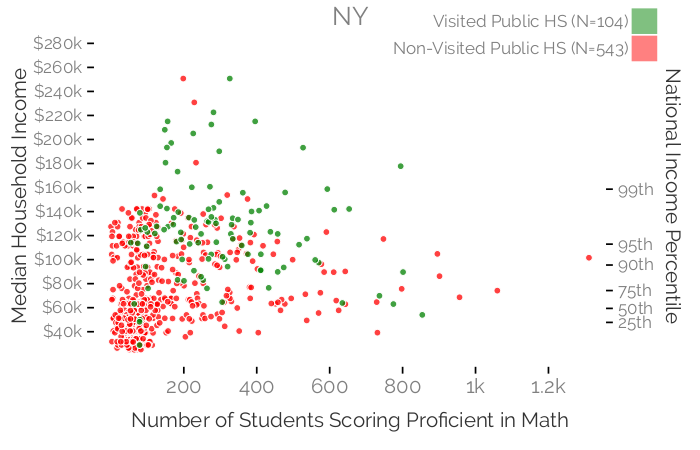 NY
Visited Public HS (N=104)
Non-Visited Public HS (N=543)
Median Household Income
$280k
$260k
$240k
$220k
$200k
$180k
$160k
$140k
$120k
$100k
$80k
$60k
$40k
National Income Percentile
99th
95th
90th
75th
50th
25th
200
400
600
800
1k
1.2k
Number of Students Scoring Proficient in Math